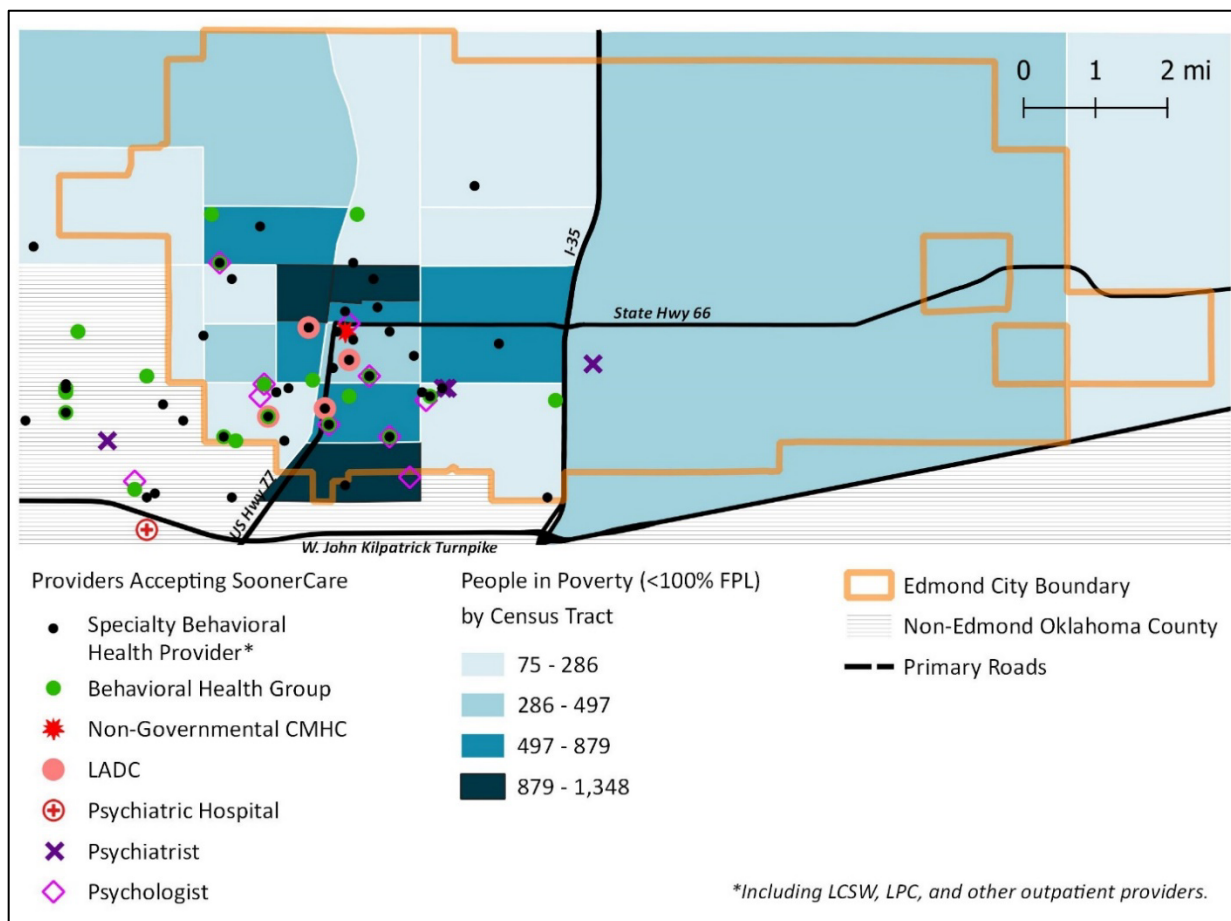 0 1 2 mi
I-35
State Hwy 66
US Hwy 77
W. John Kilpatrick Turnpike
Providers Accepting SoonerCare
Specialty Behavioral
Health Provider*
Behavioral Health Group
Non-Governmental CMHC
LADC
Psychiatric Hospital
Psychiatrist
Psychologist
People in Poverty (<100% FPL)
by Census Tract
75 - 286
286 - 497
497 - 879
879 - 1,348
Edmond City Boundary
Non-Edmond Oklahoma County
Primary Roads
*Including LCSW, LPC, and other outpatient providers.